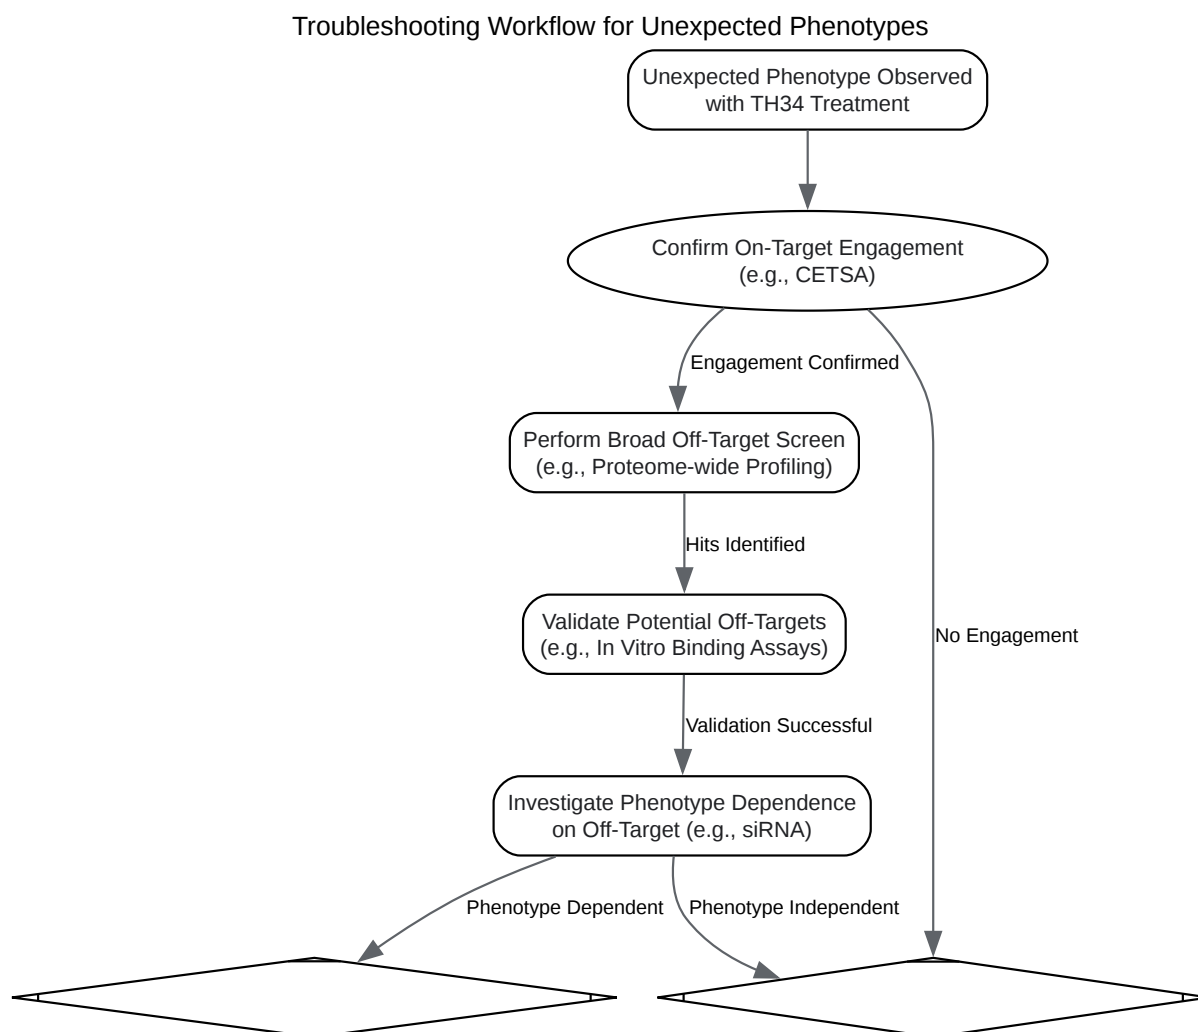 Troubleshooting Workflow for Unexpected Phenotypes
Unexpected Phenotype Observed
with TH34 Treatment
Confirm On-Target Engagement
(e.g., CETSA)
Engagement Confirmed
Perform Broad Off-Target Screen
(e.g., Proteome-wide Profiling)
Hits Identified
Validate Potential Off-Targets
(e.g., In Vitro Binding Assays)
No Engagement
Validation Successful
Investigate Phenotype Dependence
on Off-Target (e.g., siRNA)
Phenotype Dependent
Phenotype Independent